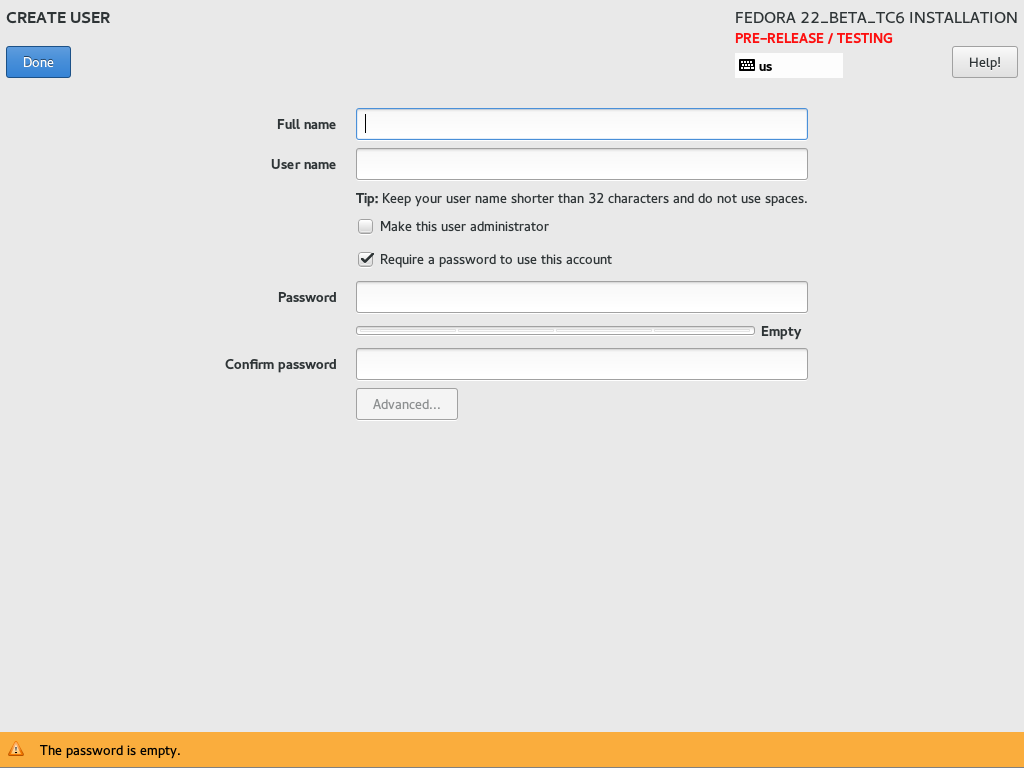 CREATE USER
FEDORA 22_BETA_TC6 INSTALLATION
PRE-RELEASE / TESTING
Done
us
Help!
Full name
User name
Tip: Keep your user name shorter than 32 characters and do not use spaces.
Make this user administrator
Require a password to use this account
Password
Empty
Confirm password
Advanced...
The password is empty.